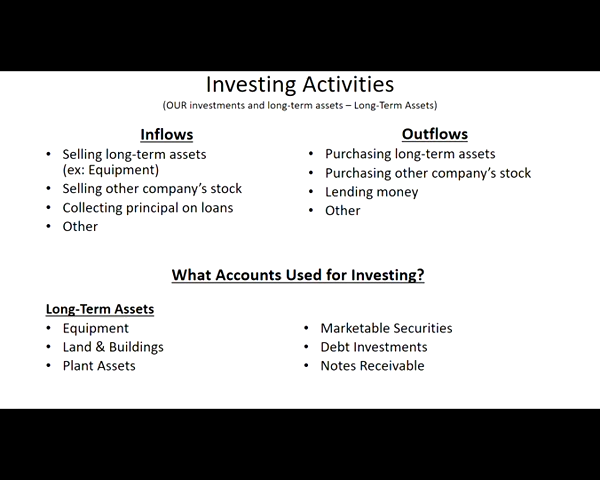 Investing Activities
(OUR investments and long-term assets – Long-Term Assets)
Inflows
• Selling long-term assets
(ex: Equipment)
• Selling other company's stock
• Collecting principal on loans
• Other
Outflows
• Purchasing long-term assets
• Purchasing other company's stock
• Lending money
• Other
What Accounts Used for Investing?
Long-Term Assets
• Equipment
• Land & Buildings
• Plant Assets
• Marketable Securities
• Debt Investments
• Notes Receivable